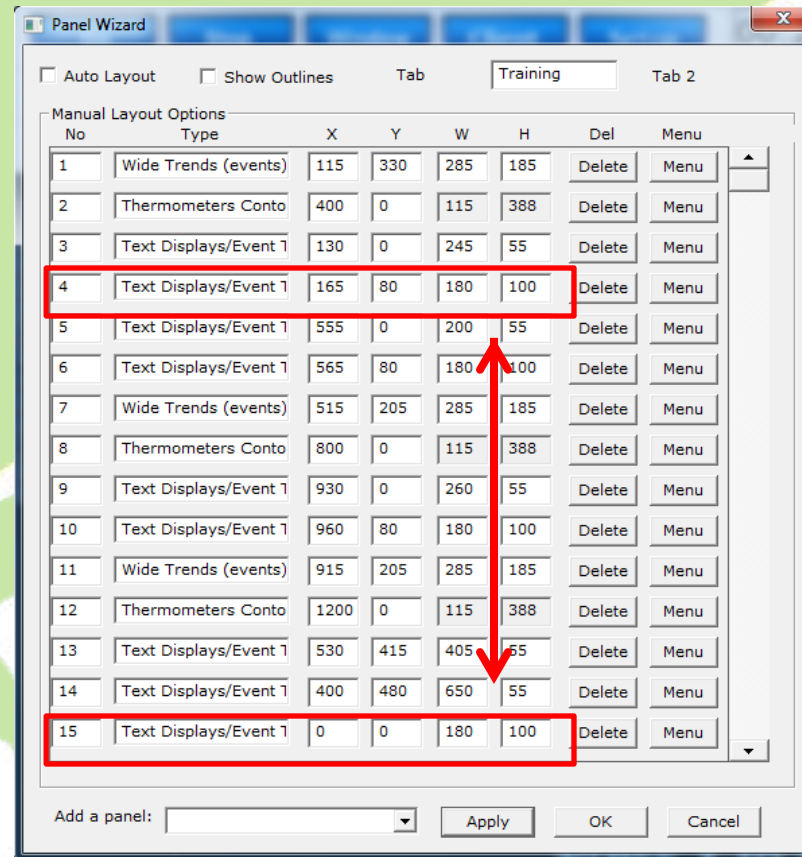 Panel Wizard
Auto Layout Show Outlines Tab Training Tab 2
Manual Layout Options
No Type X Y W H Del Menu
1 Wide Trends (events) 115 330 285 185 Delete Menu
2 Thermometers Conto 400 0 115 388 Delete Menu
3 Text Displays/Event T 130 0 245 55 Delete Menu
4 Text Displays/Event T 165 80 180 100 Delete Menu
5 Text Displays/Event T 555 0 200 55 Delete Menu
6 Text Displays/Event T 565 80 180 100 Delete Menu
7 Wide Trends (events) 515 205 285 185 Delete Menu
8 Thermometers Conto 800 0 115 388 Delete Menu
9 Text Displays/Event T 930 0 260 55 Delete Menu
10 Text Displays/Event T 960 80 180 100 Delete Menu
11 Wide Trends (events) 915 205 285 185 Delete Menu
12 Thermometers Conto 1200 0 115 388 Delete Menu
13 Text Displays/Event T 530 415 405 55 Delete Menu
14 Text Displays/Event T 400 480 650 55 Delete Menu
15 Text Displays/Event T 0 0 180 100 Delete Menu
Add a panel: Apply OK Cancel